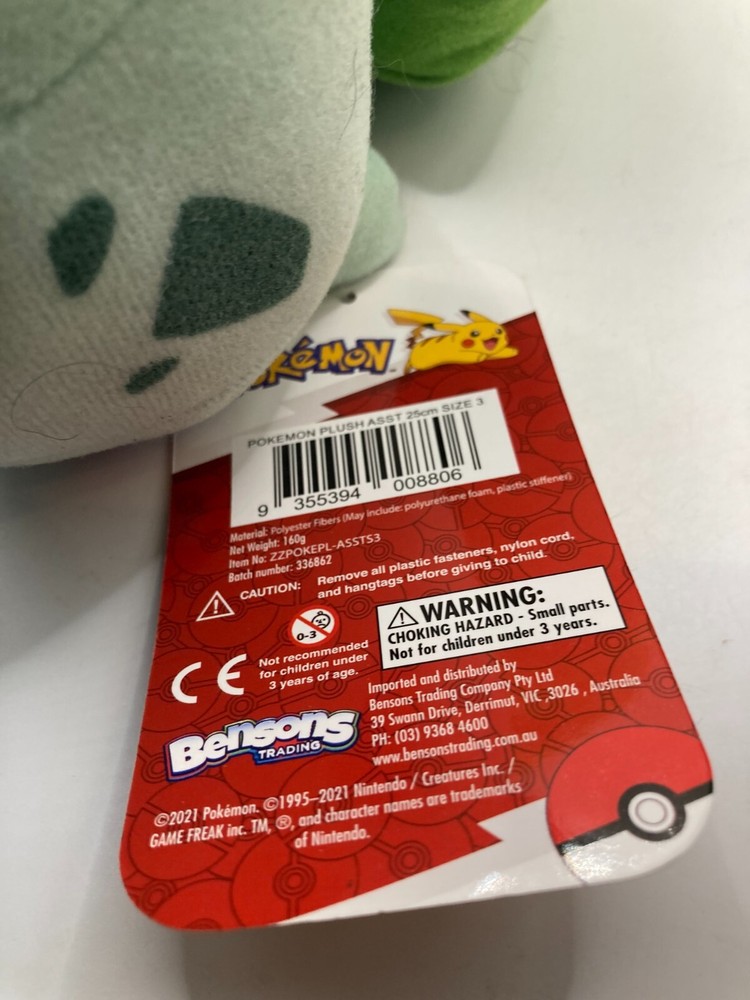 POKÉMON
POKEMON PLUSH ASST 25cm SIZE 3
9 355394 008806
Material: Polyester Fibers (May include: polyurethane foam, plastic stiffener)
Net Weight: 160g
Item No: ZZPOKEPL-ASSTS3
Batch number: 336862
CAUTION: Remove all plastic fasteners, nylon cord,
and hangtags before giving to child.
0-3
WARNING:
CHOKING HAZARD - Small parts.
Not for children under 3 years.
CE
Not recommended
for children under
3 years of age.
Imported and distributed by
Bensons Trading Company Pty Ltd
39 Swann Drive, Derrimut, VIC, 3026 , Australia
PH: (03) 9368 4600
www.bensonstrading.com.au
Bensons
TRADING
©2021 Pokémon. ©1995–2021 Nintendo / Creatures Inc. /
GAME FREAK inc. TM, ®, and character names are trademarks
of Nintendo.